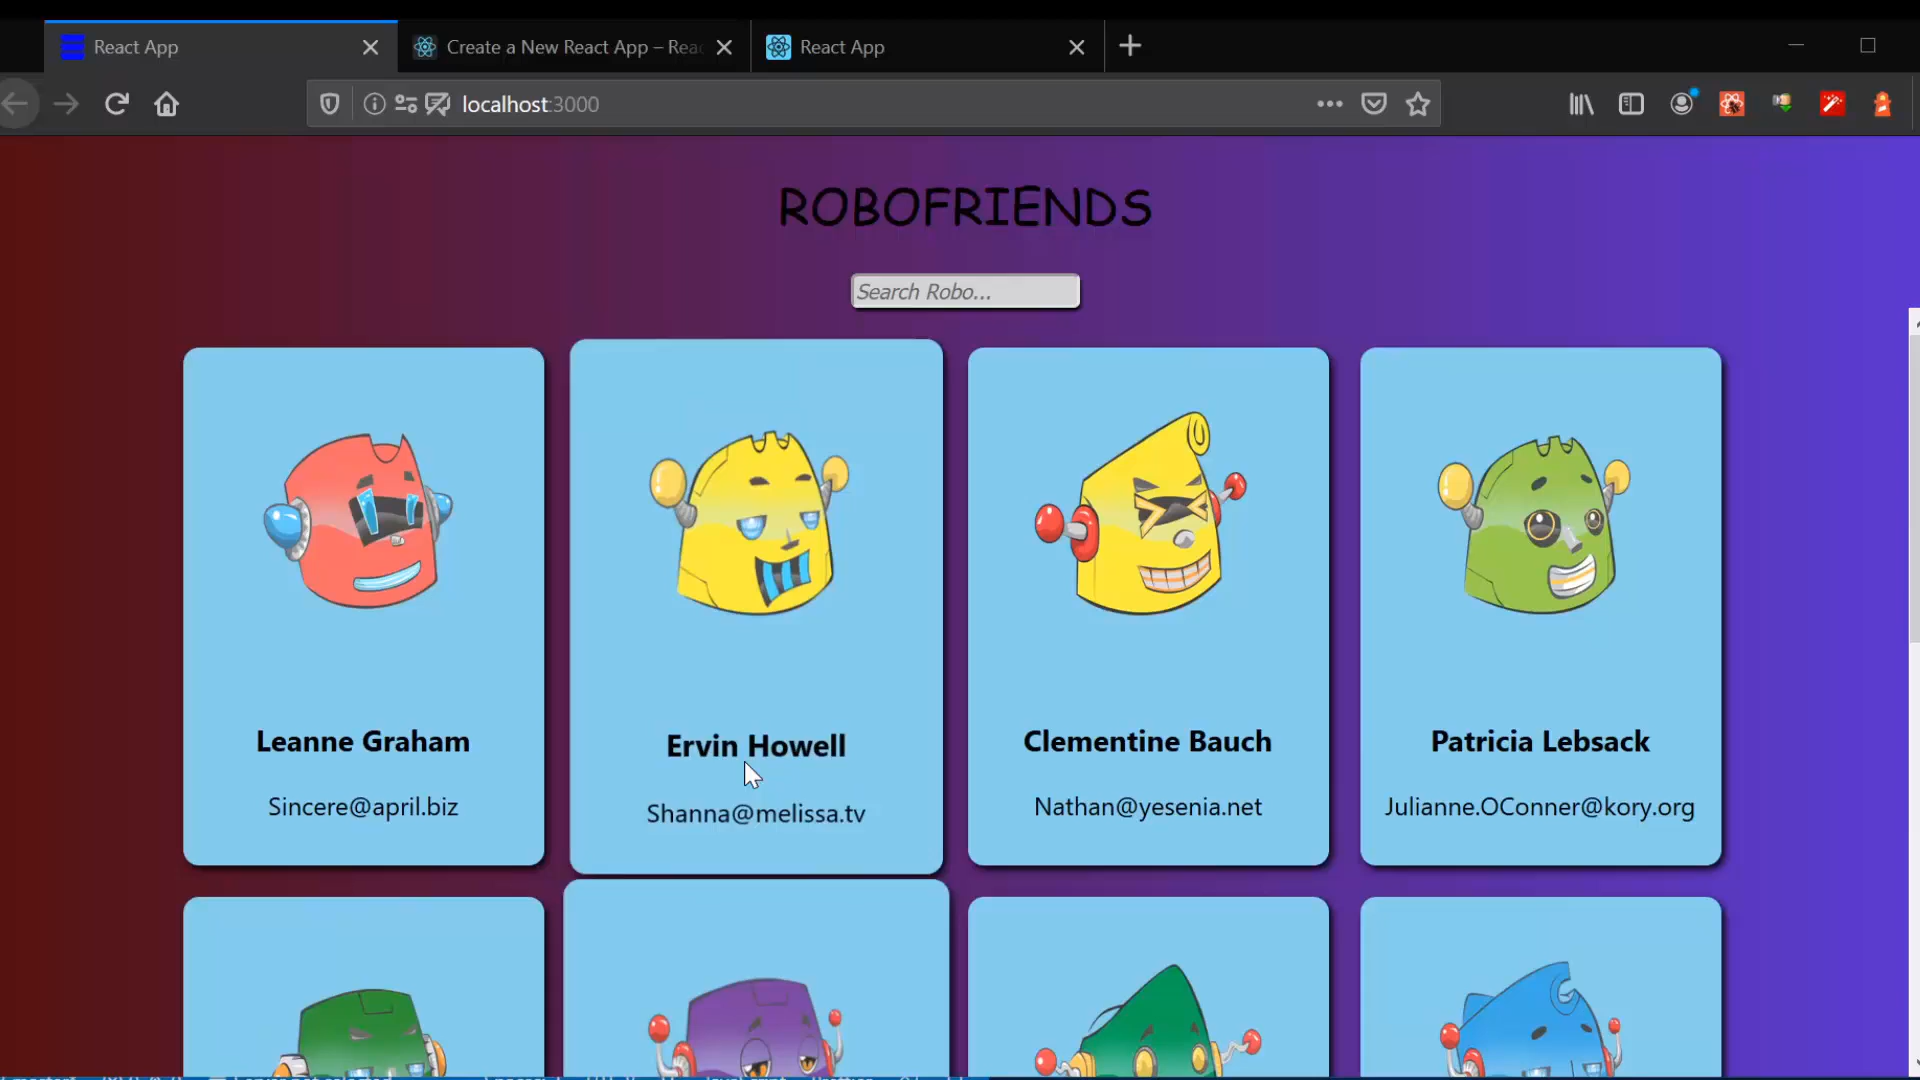 React App
Create a New React App – Reac
React App
localhost:3000
ROBOFRIENDS
Search Robo...
Leanne Graham
Ervin Howell
Clementine Bauch
Patricia Lebsack
Sincere@april.biz
Shanna@melissa.tv
Nathan@yesenia.net
Julianne.OConner@kory.org